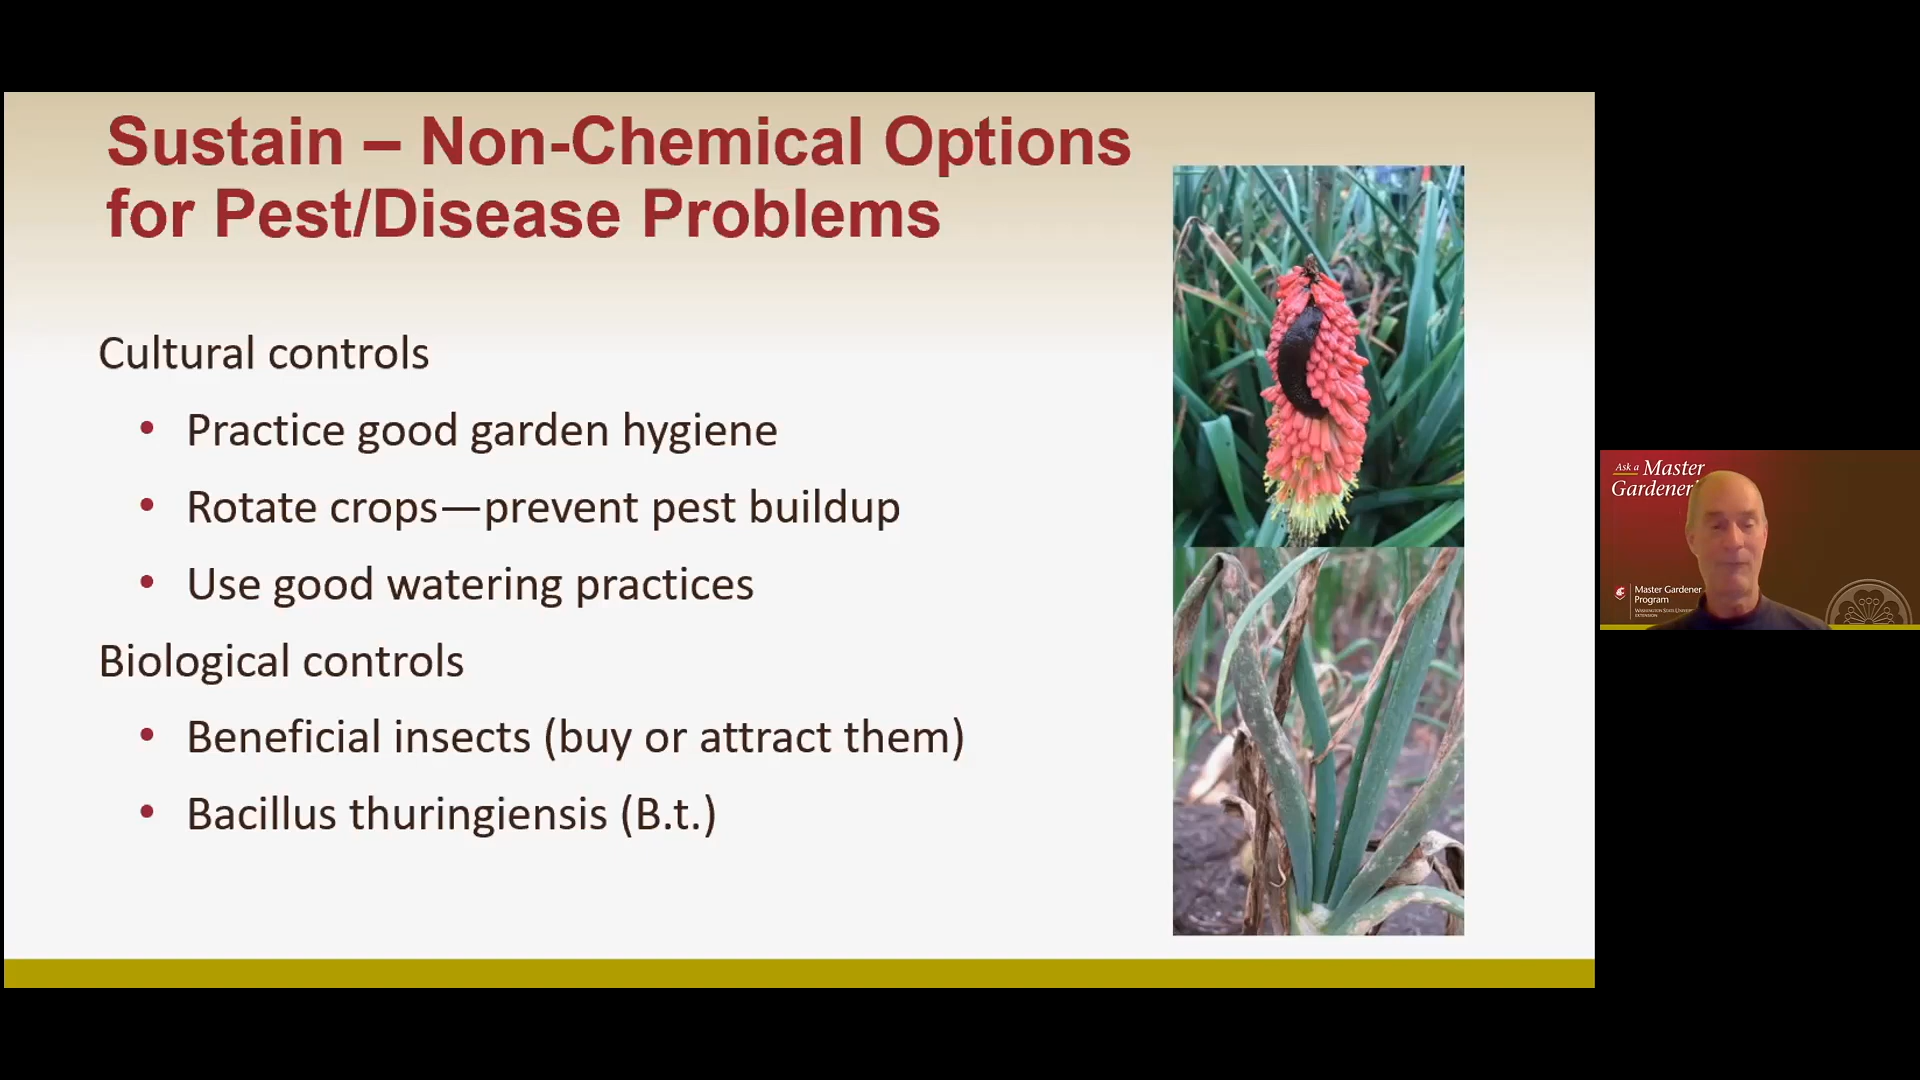 Sustain – Non-Chemical Options
for Pest/Disease Problems
Cultural controls
• Practice good garden hygiene
• Rotate crops—prevent pest buildup
• Use good watering practices
Biological controls
• Beneficial insects (buy or attract them)
• Bacillus thuringiensis (B.t.)
Ask a Master
Gardener
Master Gardener
Program
WASHINGTON STATE
EXTENSION